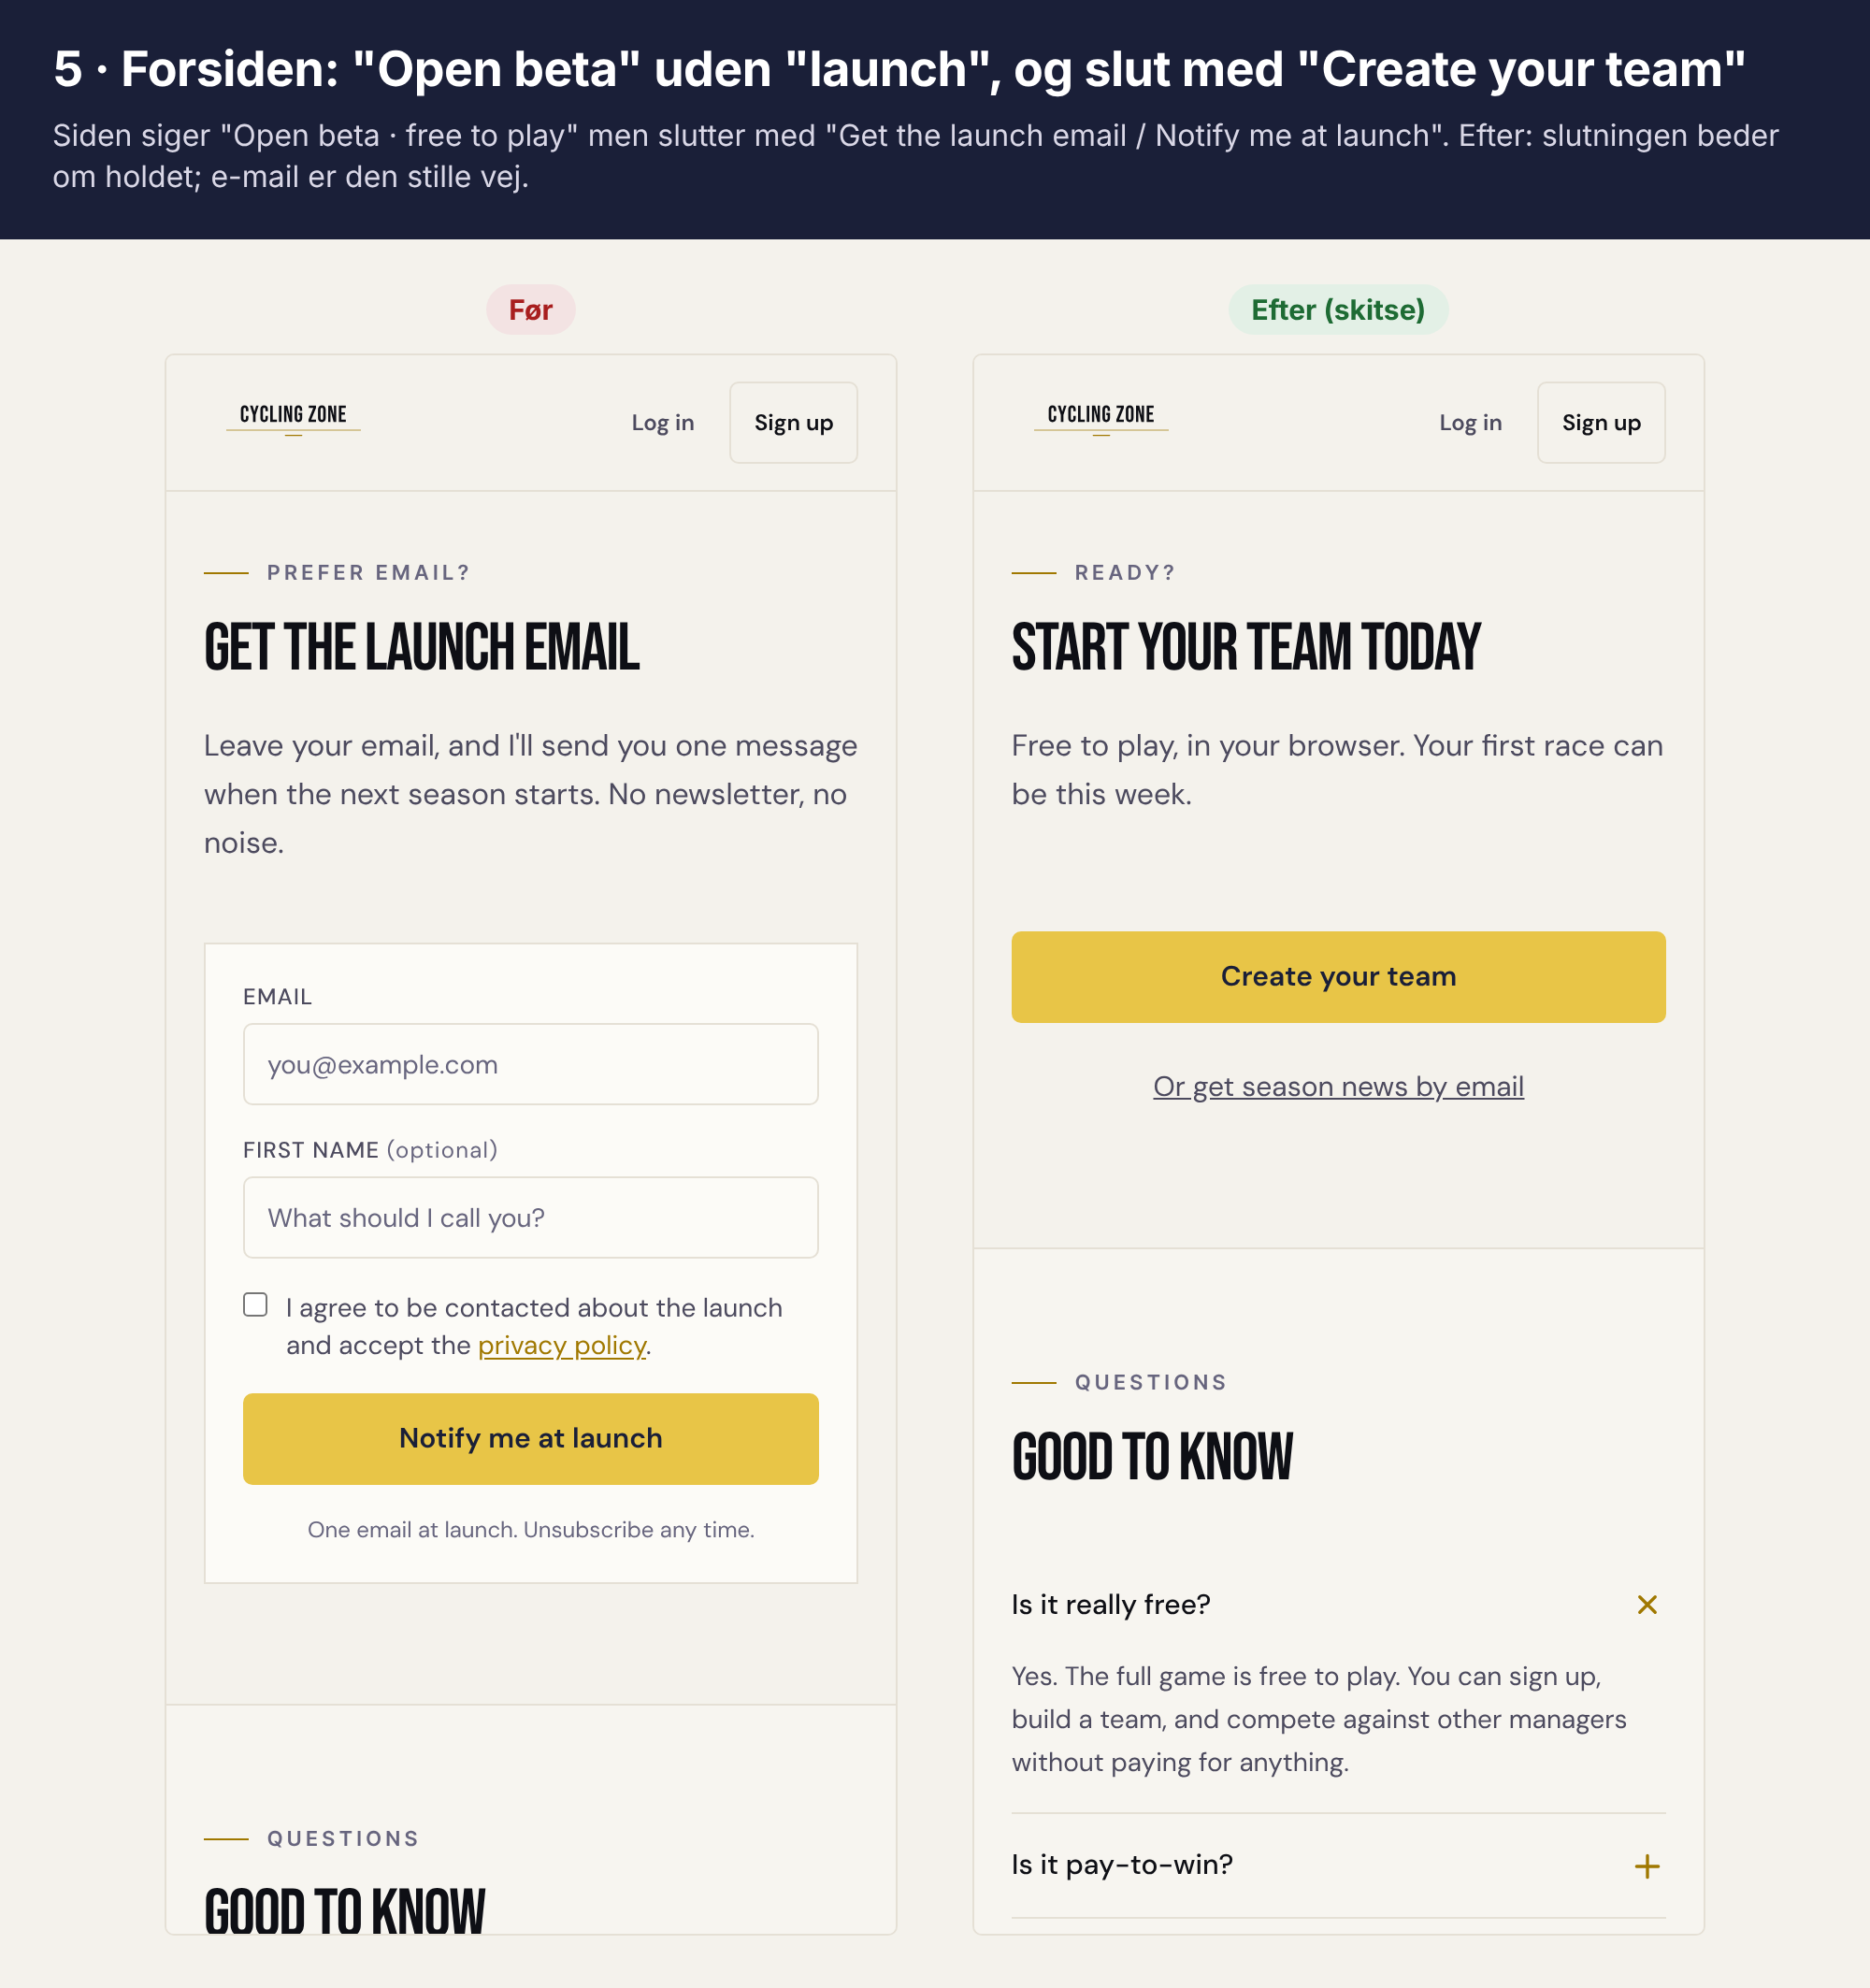 5 · Forsiden: "Open beta" uden "launch", og slut med "Create your team"
Siden siger "Open beta · free to play" men slutter med "Get the launch email / Notify me at launch". Efter: slutningen beder
om holdet; e-mail er den stille vej.
Før
CYCLING ZONE
Log in
Sign up
PREFER EMAIL?
GET THE LAUNCH EMAIL
Leave your email, and I'll send you one message
when the next season starts. No newsletter, no
noise.
EMAIL
you@example.com
FIRST NAME (optional)
What should I call you?
I agree to be contacted about the launch
and accept the privacy policy.
Notify me at launch
One email at launch. Unsubscribe any time.
QUESTIONS
GOOD TO KNOW
Efter (skitse)
CYCLING ZONE
Log in
Sign up
READY?
START YOUR TEAM TODAY
Free to play, in your browser. Your first race can
be this week.
Create your team
Or get season news by email
QUESTIONS
GOOD TO KNOW
Is it really free?
Yes. The full game is free to play. You can sign up,
build a team, and compete against other managers
without paying for anything.
Is it pay-to-win?